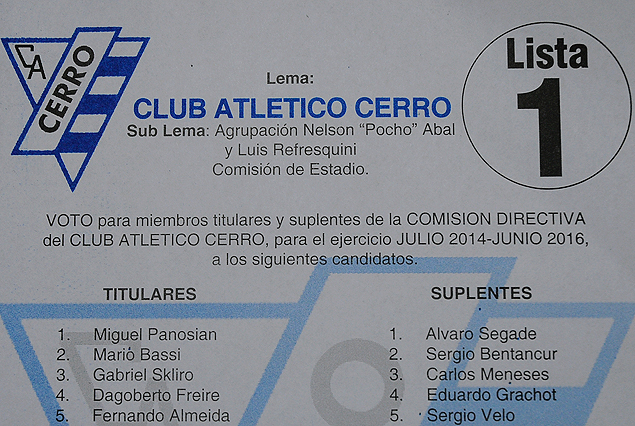 CA
CERRO
Lista
1
Lema:
CLUB ATLETICO CERRO
Sub Lema: Agrupación Nelson “Pocho” Abal
y Luis Refresquini
Comisión de Estadio.
VOTO para miembros titulares y suplentes de la COMISION DIRECTIVA
del CLUB ATLETICO CERRO, para el ejercicio JULIO 2014-JUNIO 2016,
a los siguientes candidatos.
TITULARES
1. Miguel Panosian
2. Mario Bassi
3. Gabriel Skliro
4. Dagoberto Freire
5. Fernando Almeida
SUPLENTES
1. Alvaro Segade
2. Sergio Bentancur
3. Carlos Meneses
4. Eduardo Grachot
5. Sergio Velo